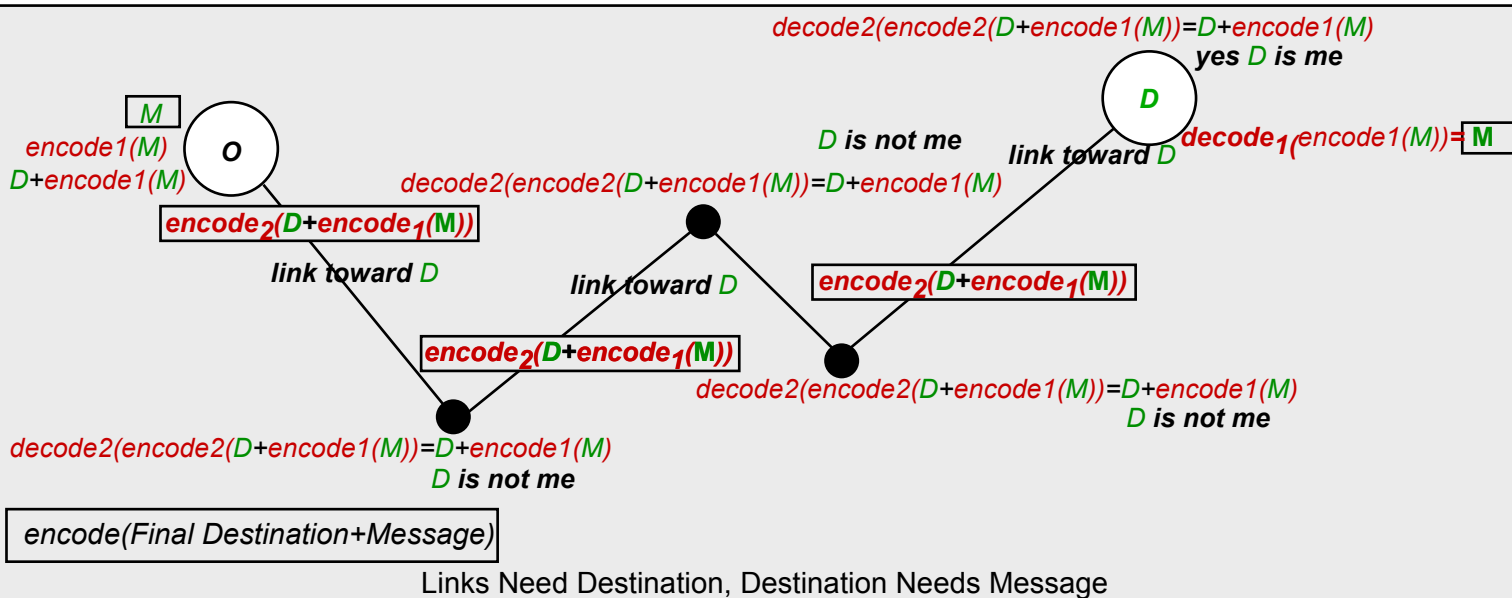 decode2(encode2(D+encode1(M))=D+encode1(M)
yes D is me
D
M
encode1(M)
O
D+encode1(M)
D is not me
link toward D
decode1(encode1(M))= M
decode2(encode2(D+encode1(M))=D+encode1(M)
encode2(D+encode1(M))
link toward D
link toward D
encode2(D+encode1(M))
encode2(D+encode1(M))
decode2(encode2(D+encode1(M))=D+encode1(M)
D is not me
decode2(encode2(D+encode1(M))=D+encode1(M)
D is not me
encode(Final Destination+Message)
Links Need Destination, Destination Needs Message